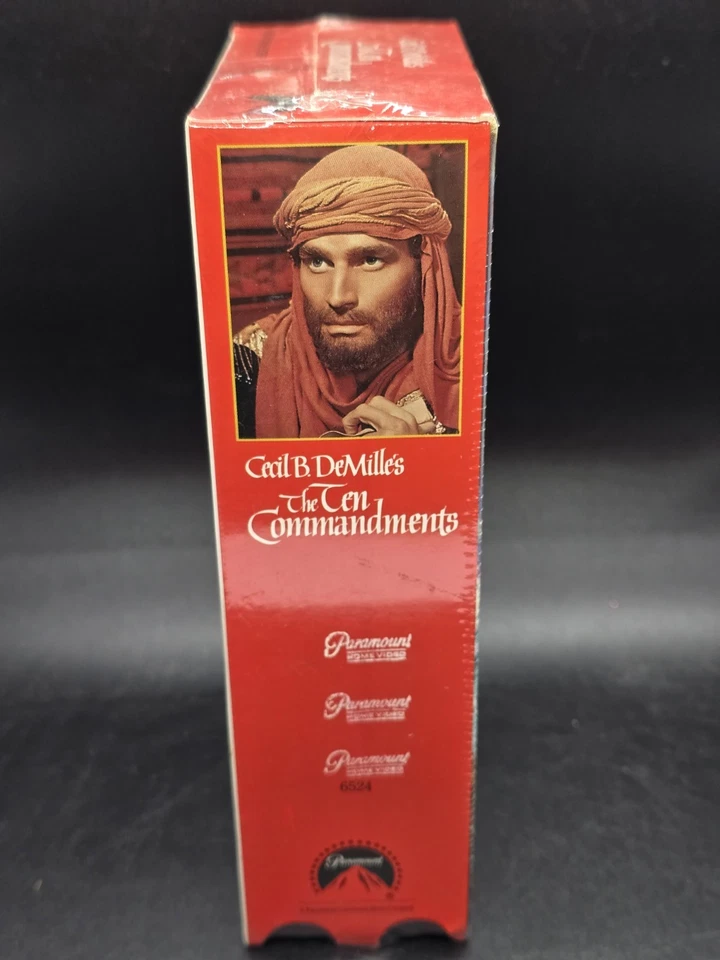 Cecil B. DeMille's
The Ten
Commandments
Paramount
HOME VIDEO
Paramount
HOME VIDEO
Paramount
HOME VIDEO
6524
Paramount